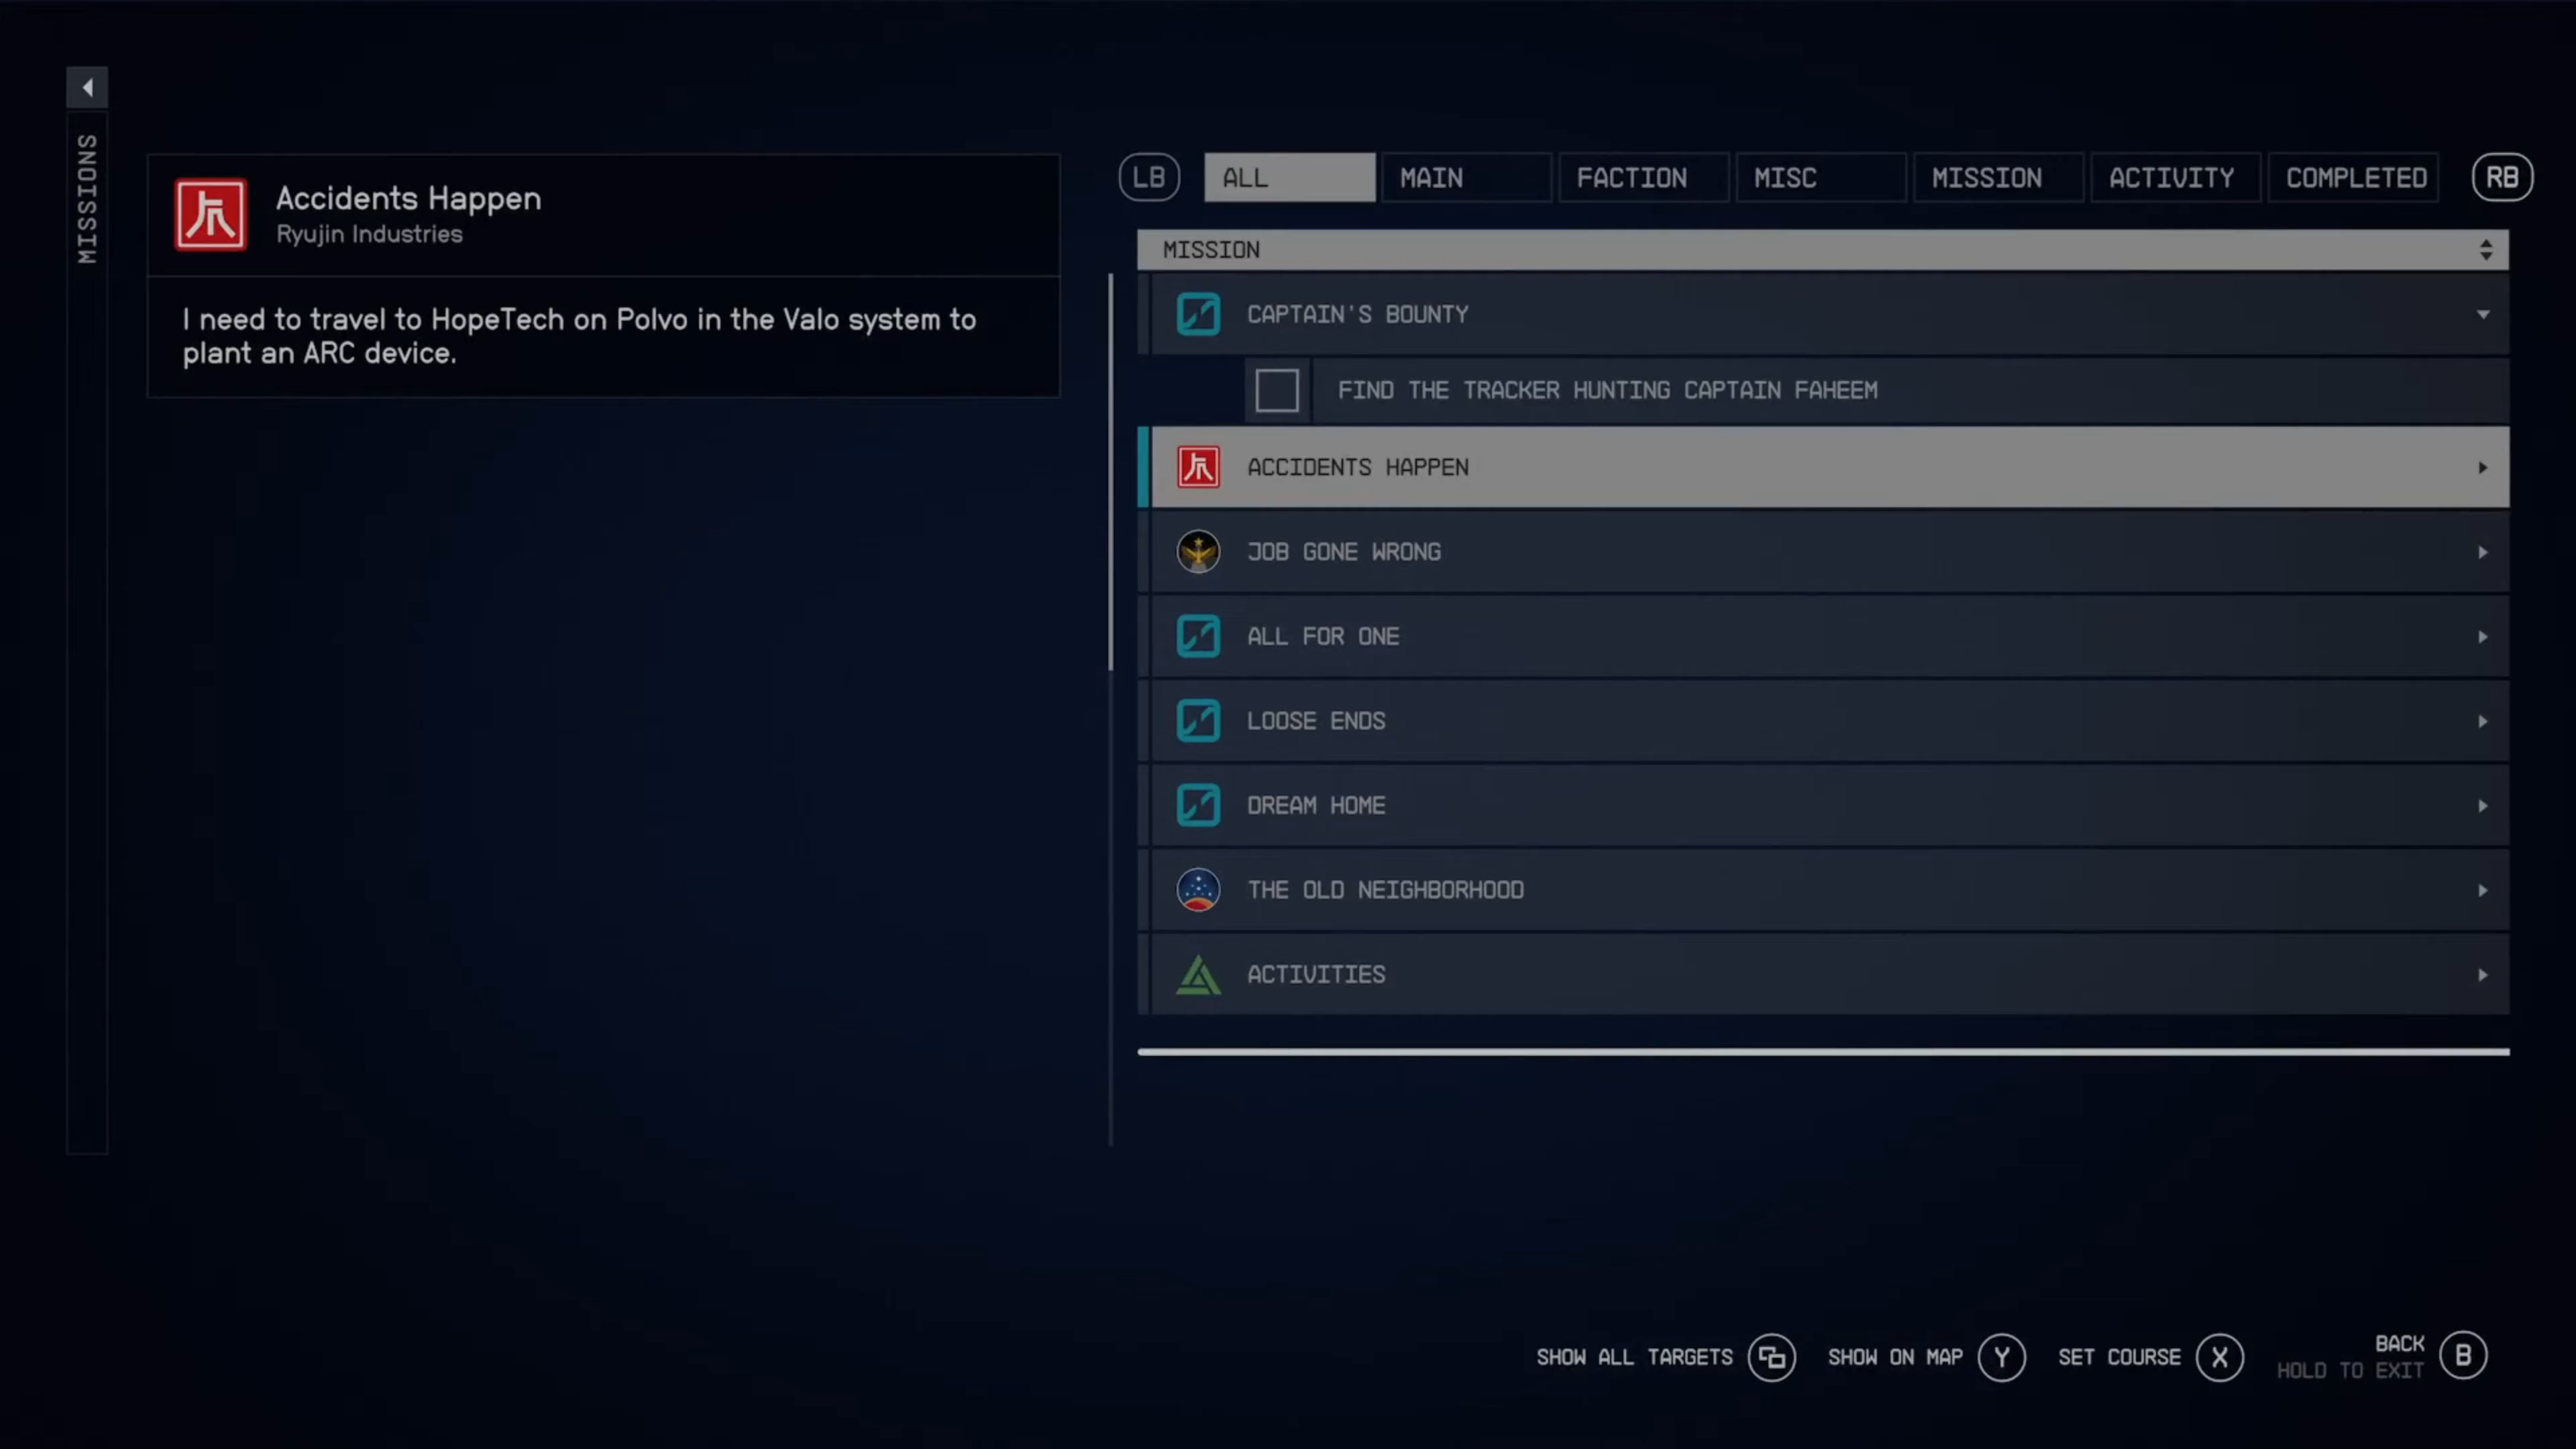 MISSIONS
Accidents Happen
Ryujin Industries
I need to travel to HopeTech on Polvo in the Valo system to
plant an ARC device.
LB ALL MAIN FACTION MISC MISSION ACTIVITY COMPLETED RB
MISSION
CAPTAIN'S BOUNTY
FIND THE TRACKER HUNTING CAPTAIN FAHEEM
ACCIDENTS HAPPEN
JOB GONE WRONG
ALL FOR ONE
LOOSE ENDS
DREAM HOME
THE OLD NEIGHBORHOOD
ACTIVITIES
SHOW ALL TARGETS SHOW ON MAP Y SET COURSE X BACK B
HOLD TO EXIT